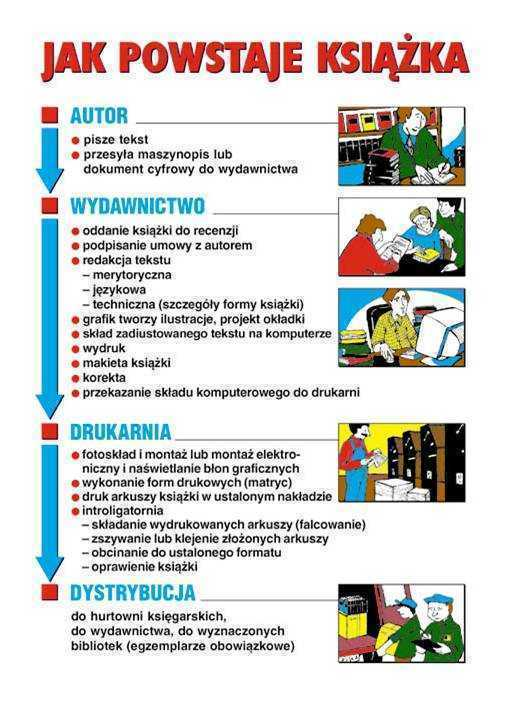 JAK POWSTAJE KSIĄŻKA
AUTOR
● pisze tekst
● przesyła maszynopis lub
dokument cyfrowy do wydawnictwa
WYDAWNICTWO
● oddanie książki do recenzji
● podpisanie umowy z autorem
● redakcja tekstu
– merytoryczna
– językowa
– techniczna (szczegóły formy książki)
● grafik tworzy ilustracje, projekt okładki
● skład zadiustowanego tekstu na komputerze
● wydruk
● makieta książki
● korekta
● przekazanie składu komputerowego do drukarni
DRUKARNIA
● fotoskład i montaż lub montaż elektro-
niczny i naświetlanie błon graficznych
● wykonanie form drukowych (matryc)
● druk arkuszy książki w ustalonym nakładzie
● introligatornia
– składanie wydrukowanych arkuszy (falcowanie)
– zszywanie lub klejenie złożonych arkuszy
– obcinanie do ustalonego formatu
– oprawienie książki
DYSTRYBUCJA
do hurtowni księgarskich,
do wydawnictwa, do wyznaczonych
bibliotek (egzemplarze obowiązkowe)